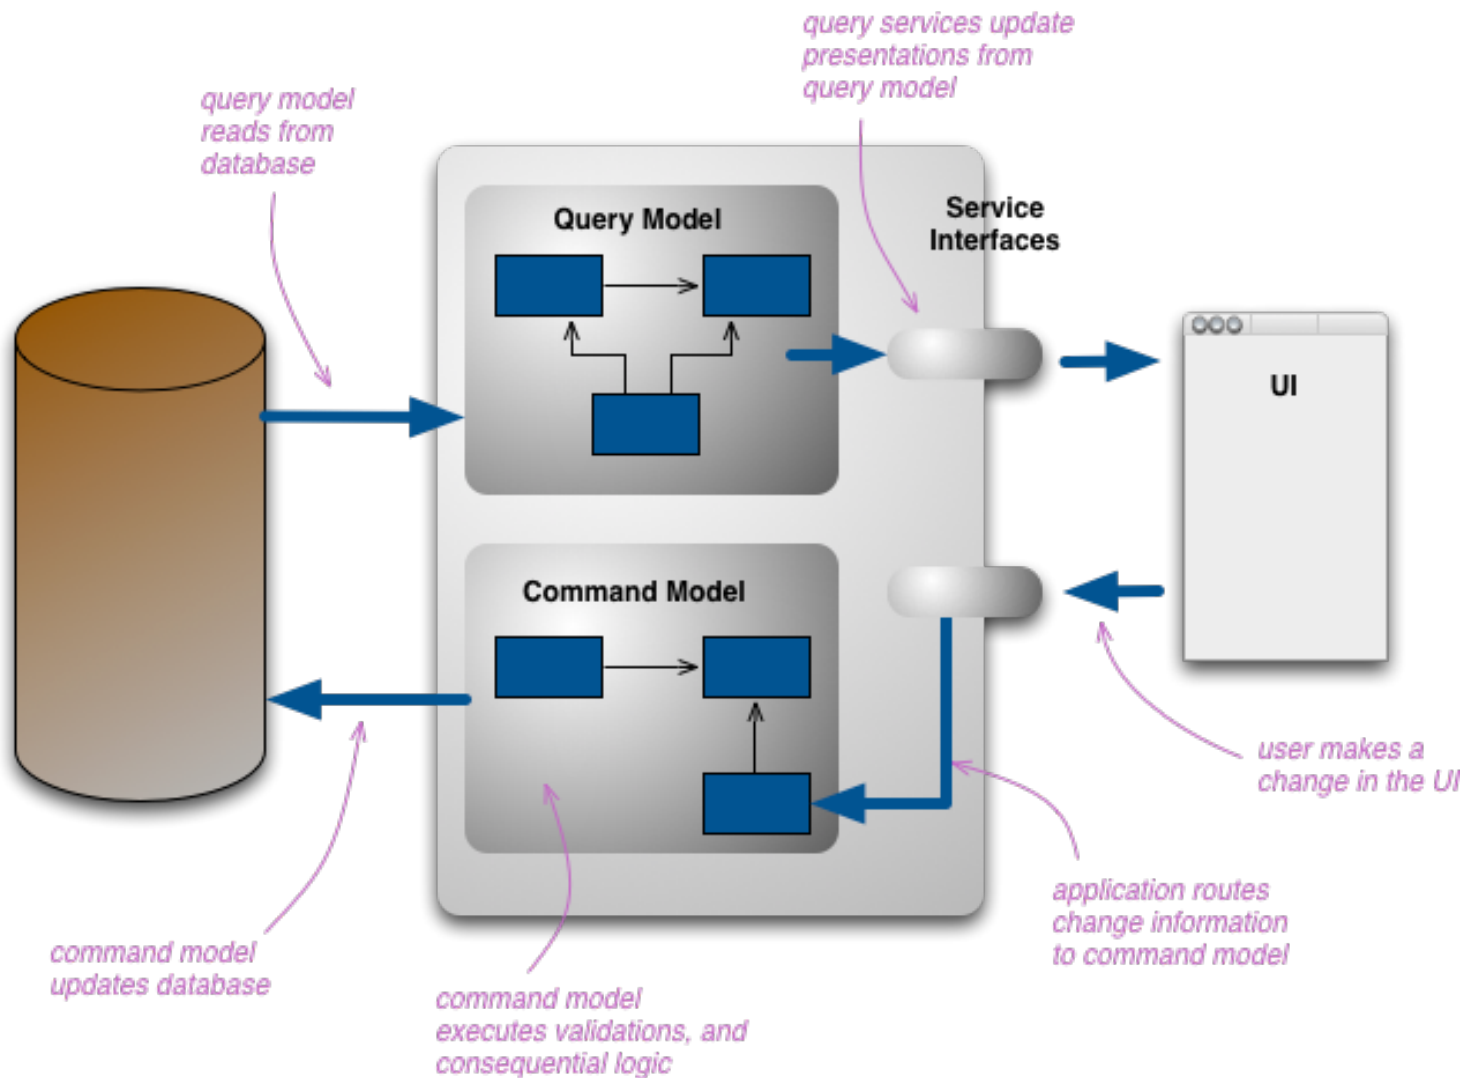 query services update
presentations from
query model
query model
reads from
database
Service
Interfaces
Query Model
UI
Command Model
user makes a
change in the UI
application routes
change information
to command model
command model
updates database
command model
executes validations, and
consequential logic